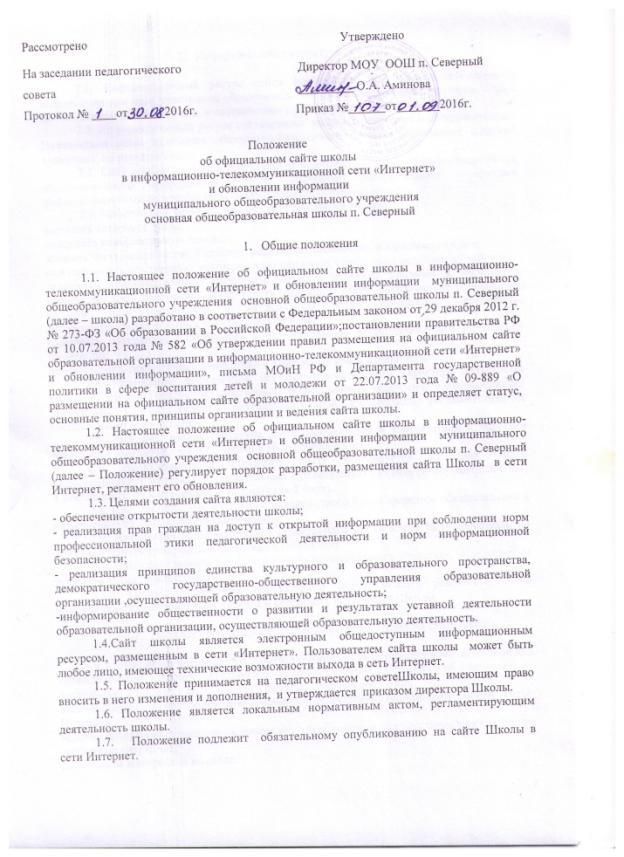 Рассмотрено
Утверждено
На заседании педагогического
Директор МОУ ООШ п. Северный
совета
О.А. Аминова
Протокол № 1 от 30.08 2016г.
Приказ № 107 от 01.09 2016г.
Положение
об официальном сайте школы
в информационно-телекоммуникационной сети «Интернет»
и обновлении информации
муниципального общеобразовательного учреждения
основная общеобразовательная школы п. Северный
1. Общие положения
1.1. Настоящее положение об официальном сайте школы в информационно-
телекоммуникационной сети «Интернет» и обновлении информации муниципального
общеобразовательного учреждения основной общеобразовательной школы п. Северный
(далее – школа) разработано в соответствии с Федеральным законом от 29 декабря 2012 г.
№ 273-ФЗ «Об образовании в Российской Федерации»;постановлении правительства РФ
от 10.07.2013 года № 582 «Об утверждении правил размещения на официальном сайте
образовательной организации в информационно-телекоммуникационной сети «Интернет»
и обновлении информации», письма МОиН РФ и Департамента государственной
политики в сфере воспитания детей и молодежи от 22.07.2013 года № 09-889 «О
размещении на официальном сайте образовательной организации» и определяет статус,
основные понятия, принципы организации и ведения сайта школы.
1.2. Настоящее положение об официальном сайте школы в информационно-
телекоммуникационной сети «Интернет» и обновлении информации муниципального
общеобразовательного учреждения основной общеобразовательной школы п. Северный
(далее – Положение) регулирует порядок разработки, размещения сайта Школы в сети
Интернет, регламент его обновления.
1.3. Целями создания сайта являются:
- обеспечение открытости деятельности школы;
- реализация прав граждан на доступ к открытой информации при соблюдении норм
профессиональной этики педагогической деятельности и норм информационной
безопасности;
- реализация принципов единства культурного и образовательного пространства,
демократического государственно-общественного управления образовательной
организации ,осуществляющей образовательную деятельность;
-информирование общественности о развитии и результатах уставной деятельности
образовательной организации, осуществляющей образовательную деятельность.
1.4.Сайт школы является электронным общедоступным информационным
ресурсом, размещенным в сети «Интернет». Пользователем сайта школы может быть
любое лицо, имеющее технические возможности выхода в сеть Интернет.
1.5. Положение принимается на педагогическом советеШколы, имеющим право
вносить в него изменения и дополнения, и утверждается приказом директора Школы.
1.6. Положение является локальным нормативным актом, регламентирующим
деятельность школы.
1.7. Положение подлежит обязательному опубликованию на сайте Школы в
сети Интернет.